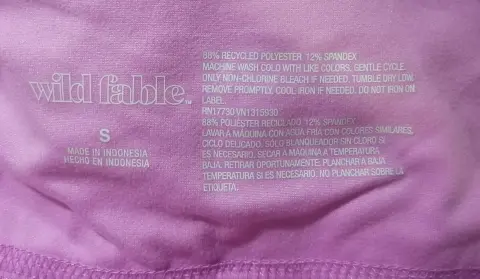 wild fable™
S
MADE IN INDONESIA
HECHO EN INDONESIA
88% RECYCLED POLYESTER 12% SPANDEX
MACHINE WASH COLD WITH LIKE COLORS, GENTLE CYCLE.
ONLY NON-CHLORINE BLEACH IF NEEDED. TUMBLE DRY LOW.
REMOVE PROMPTLY. COOL IRON IF NEEDED. DO NOT IRON ON
LABEL.
RN17730 VN1315930
88% POLIÉSTER RECICLADO 12% SPANDEX
LAVAR A MÁQUINA CON AGUA FRÍA CON COLORES SIMILARES,
CICLO DELICADO. SOLO BLANQUEADOR SIN CLORO SI
ES NECESARIO. SECAR A MÁQUINA A TEMPERATURA
BAJA. RETIRAR OPORTUNAMENTE. PLANCHAR A BAJA
TEMPERATURA SI ES NECESARIO. NO PLANCHAR SOBRE LA
ETIQUETA.